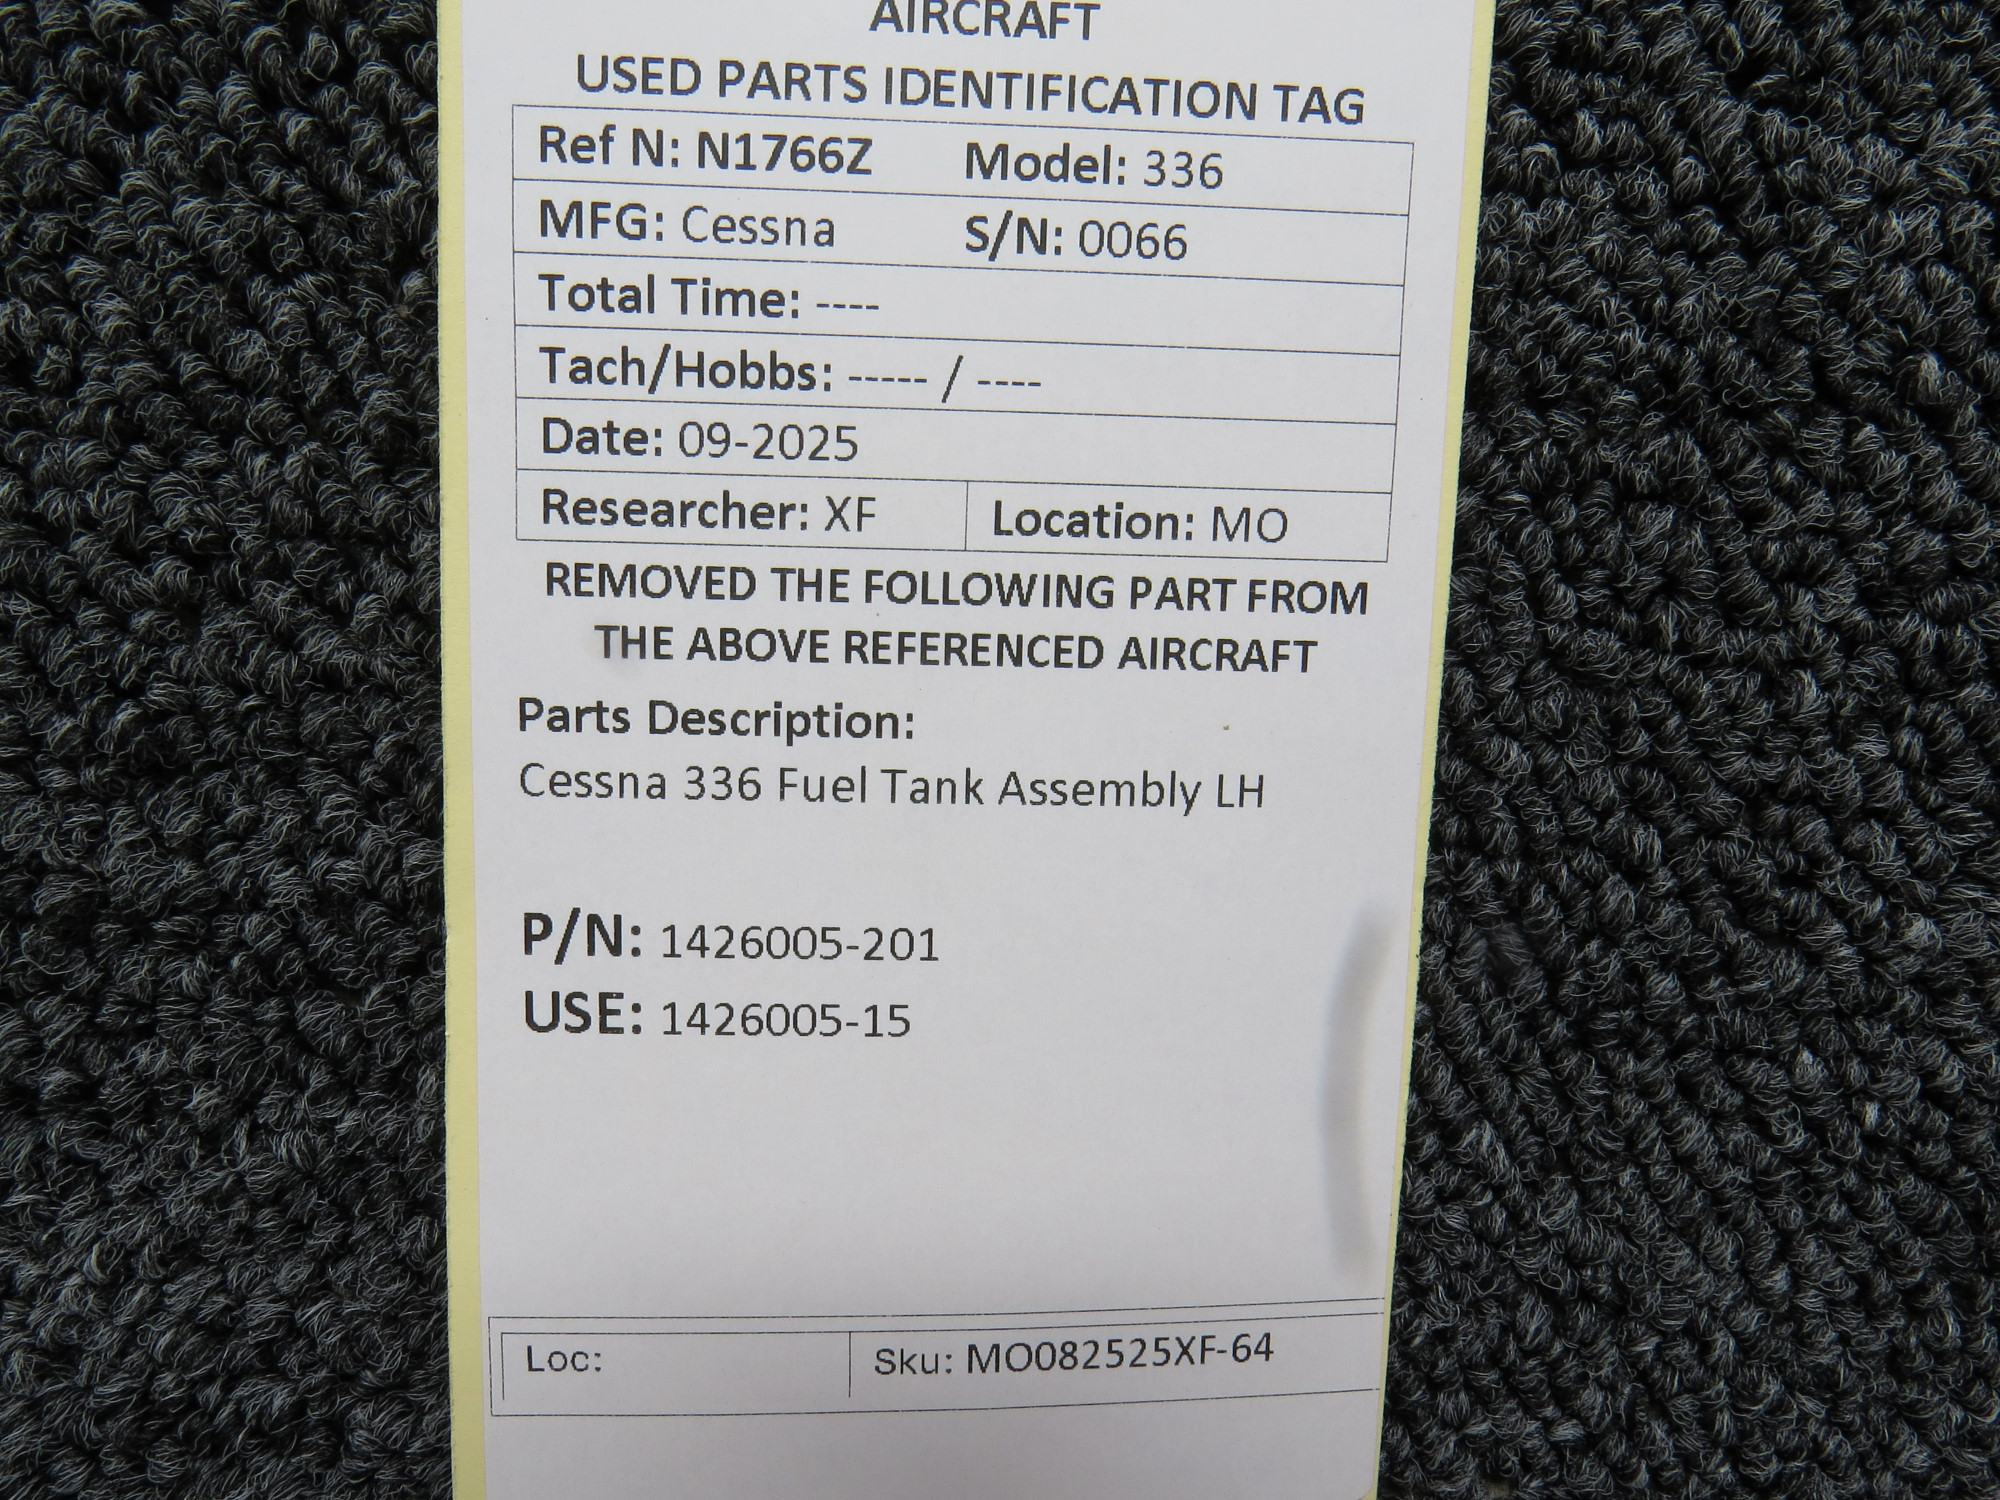 AIRCRAFT
USED PARTS IDENTIFICATION TAG
Ref N: N1766Z Model: 336
MFG: Cessna S/N: 0066
Total Time: ----
Tach/Hobbs: ----- / ----
Date: 09-2025
Researcher: XF Location: MO
REMOVED THE FOLLOWING PART FROM
THE ABOVE REFERENCED AIRCRAFT
Parts Description:
Cessna 336 Fuel Tank Assembly LH
P/N: 1426005-201
USE: 1426005-15
Loc: Sku: MO082525XF-64